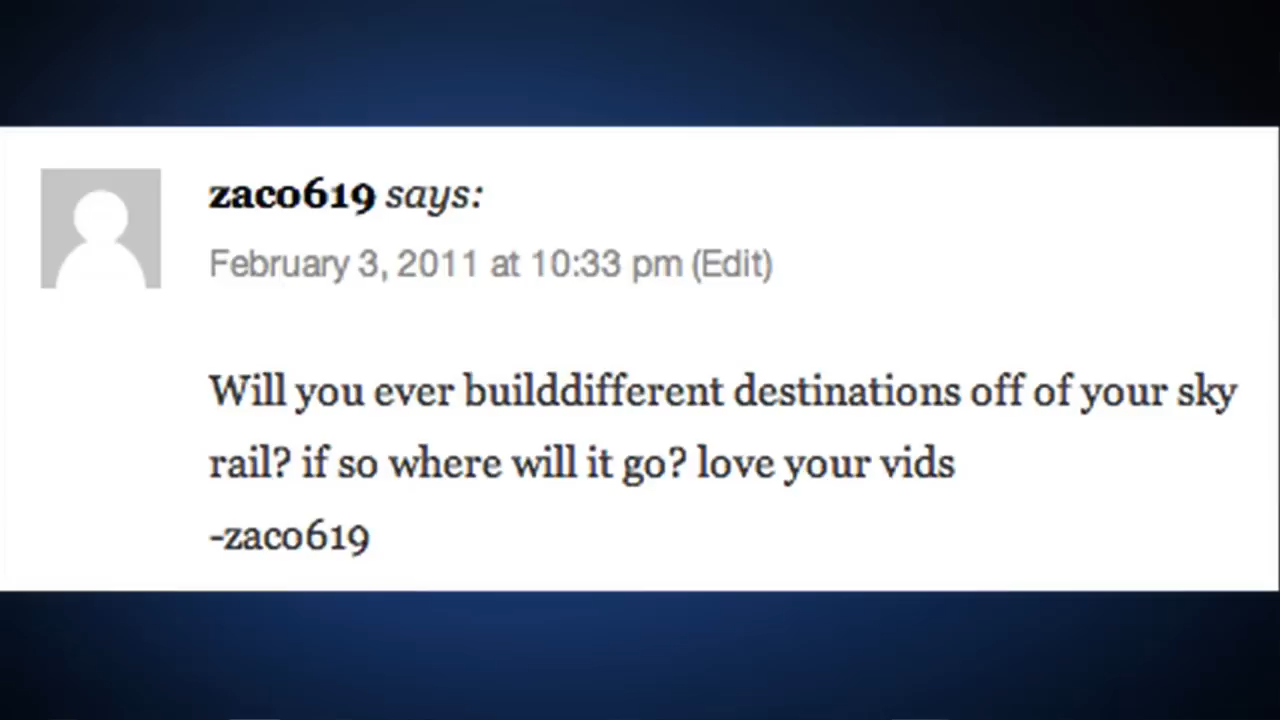 zaco619 says:
February 3, 2011 at 10:33 pm (Edit)
Will you ever builddifferent destinations off of your sky
rail? if so where will it go? love your vids
-zaco619